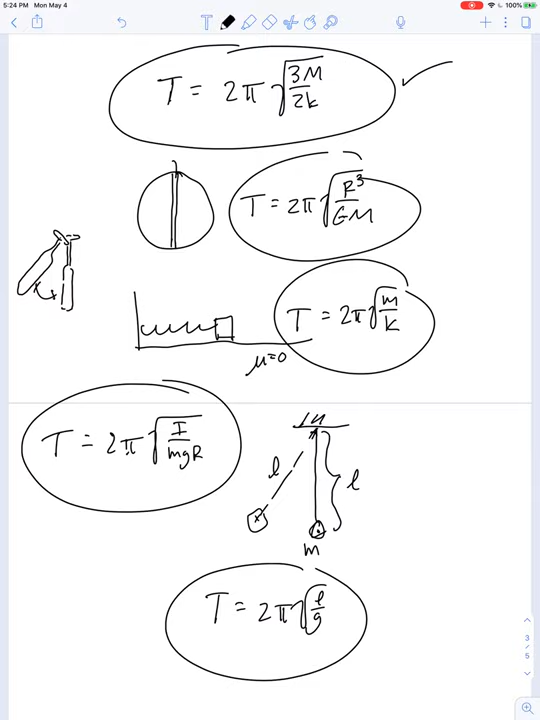 5:24 PM Mon May 4
100%
T = 2π√(3M/2k)
T = 2π√(R³/GM)
T = 2π√(m/k)
μ=0
T = 2π√(I/mgR)
l
l
m
T = 2π√(l/g)
3
/
5